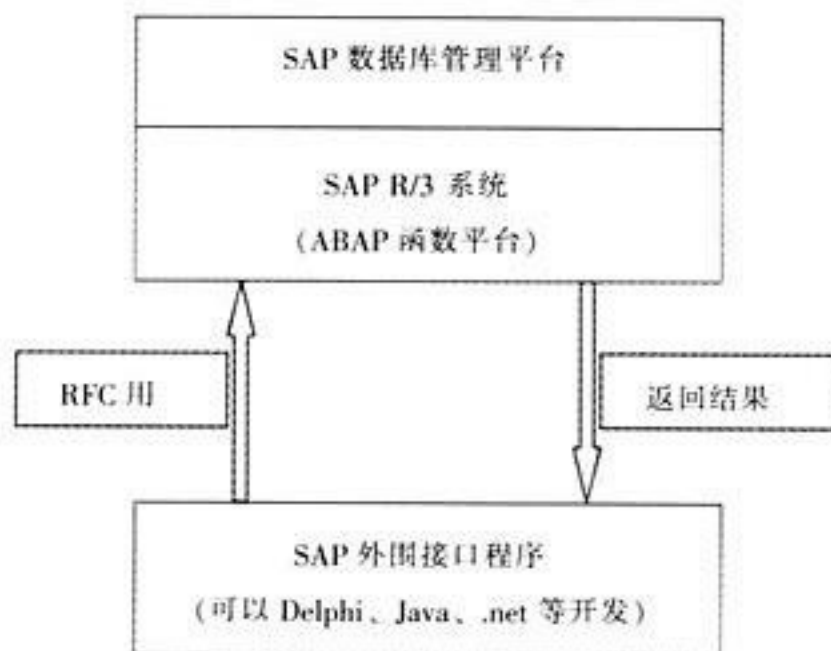 SAP 数据库管理平台
SAP R/3 系统
(ABAP 函数平台)
RFC 用
返回结果
SAP 外围接口程序
(可以 Delphi、Java、.net 等开发)